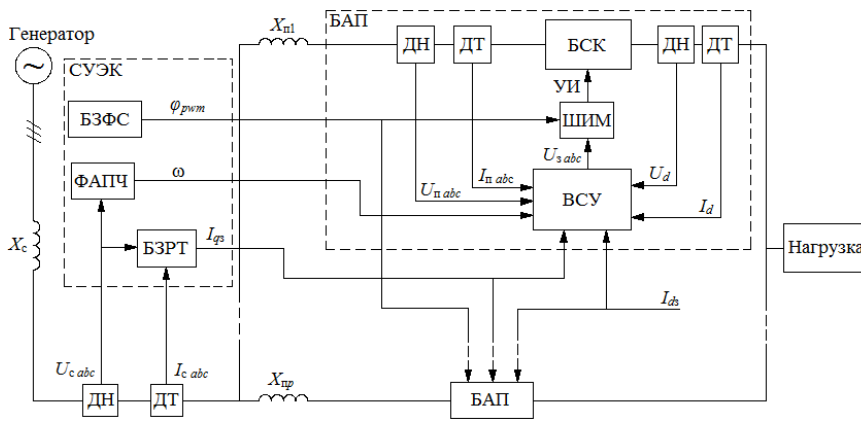 Генератор
~
СУЭК
БЗФС
φpwm
ФАПЧ
ω
БЗРТ
Iqз
Xс
Uс abc
Iс abc
ДН
ДТ
Xп1
БАП
ДН
ДТ
БСК
ДН
ДТ
УИ
ШИМ
Uз abc
Iп abc
Uп abc
ВСУ
Ud
Id
Нагрузка
Idз
Xпp
БАП